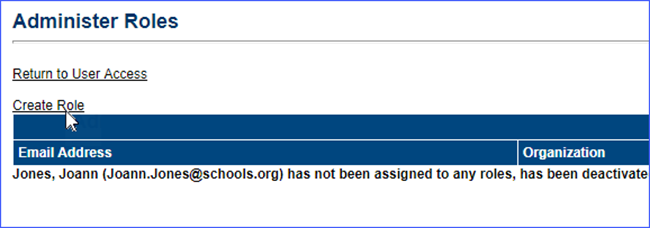 Administer Roles
Return to User Access
Create Role
Email Address Organization
Jones, Joann (Joann.Jones@schools.org) has not been assigned to any roles, has been deactivate